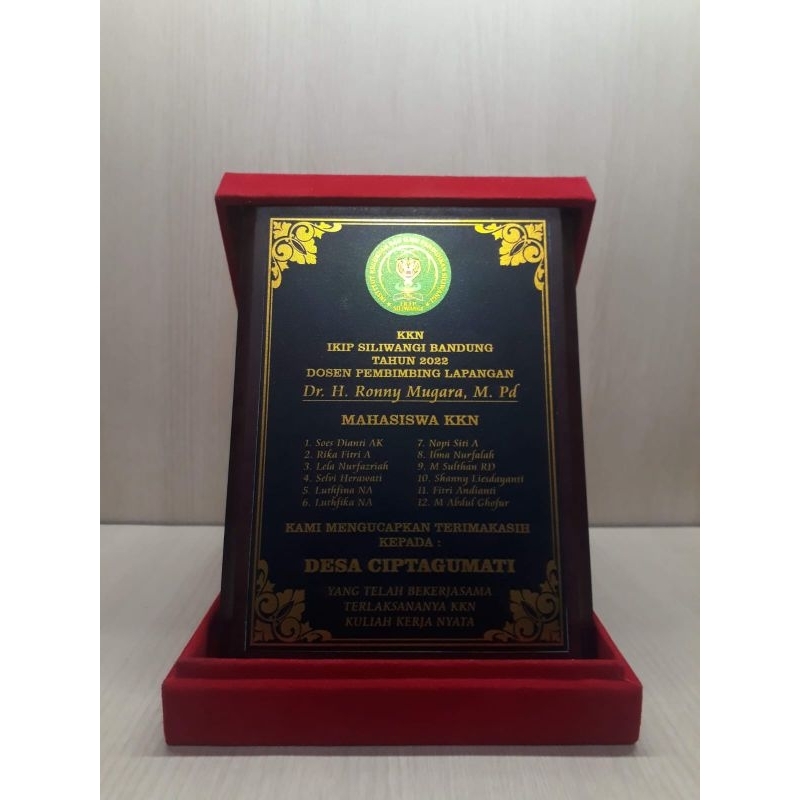 IKIP
SILIWANGI
KKN
IKIP SILIWANGI BANDUNG
TAHUN 2022
DOSEN PEMBIMBING LAPANGAN
Dr. H. Ronny Mugara, M. Pd
MAHASISWA KKN
1. Soes Dianti AK
2. Rika Fitri A
3. Lela Nurfazriah
4. Selvi Herawati
5. Luthfina NA
6. Luthfika NA
7. Nopi Siti A
8. Ilma Nurfalah
9. M Sulthan RD
10. Shanny Liesdayanti
11. Fitri Andianti
12. M Abdul Ghofur
KAMI MENGUCAPKAN TERIMAKASIH
KEPADA :
DESA CIPTAGUMATI
YANG TELAH BEKERJASAMA
TERLAKSANANYA KKN
KULIAH KERJA NYATA